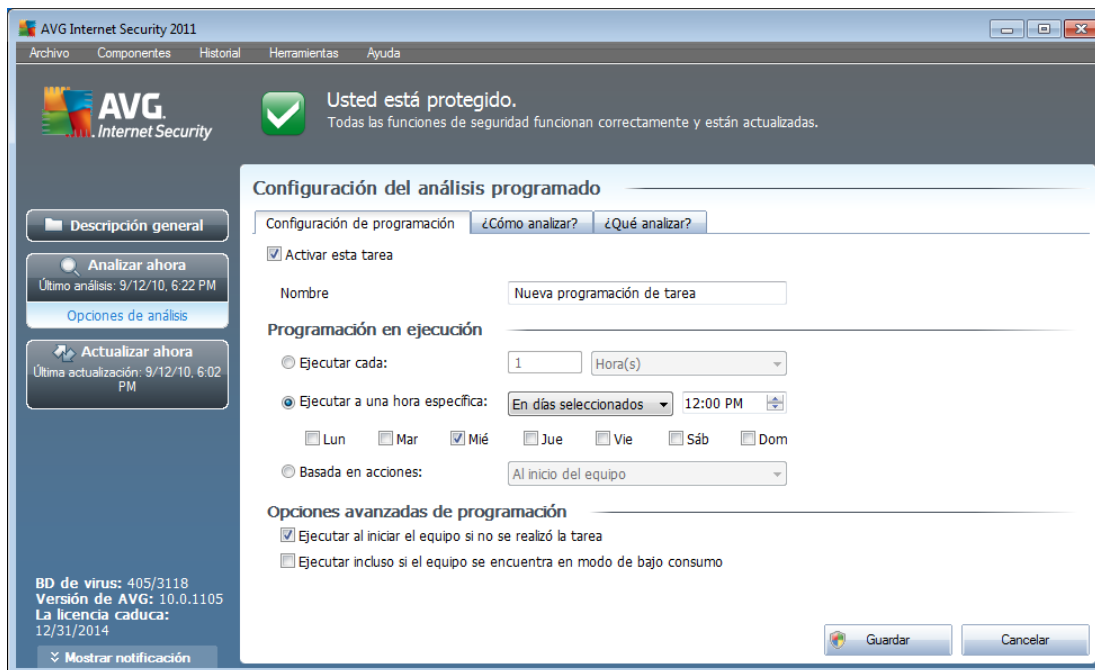 AVG Internet Security 2011
Archivo Componentes Historial Herramientas Ayuda
AVG.
Internet Security
Usted está protegido.
Todas las funciones de seguridad funcionan correctamente y están actualizadas.
Descripción general
Analizar ahora
Último análisis: 9/12/10, 6:22 PM
Opciones de análisis
Actualizar ahora
Última actualización: 9/12/10, 6:02
PM
BD de virus: 405/3118
Versión de AVG: 10.0.1105
La licencia caduca:
12/31/2014
Mostrar notificación
Configuración del análisis programado
Configuración de programación ¿Cómo analizar? ¿Qué analizar?
Activar esta tarea
Nombre Nueva programación de tarea
Programación en ejecución
Ejecutar cada: 1 Hora(s)
Ejecutar a una hora específica: En días seleccionados 12:00 PM
Lun Mar Mié Jue Vie Sáb Dom
Basada en acciones: Al inicio del equipo
Opciones avanzadas de programación
Ejecutar al iniciar el equipo si no se realizó la tarea
Ejecutar incluso si el equipo se encuentra en modo de bajo consumo
Guardar Cancelar